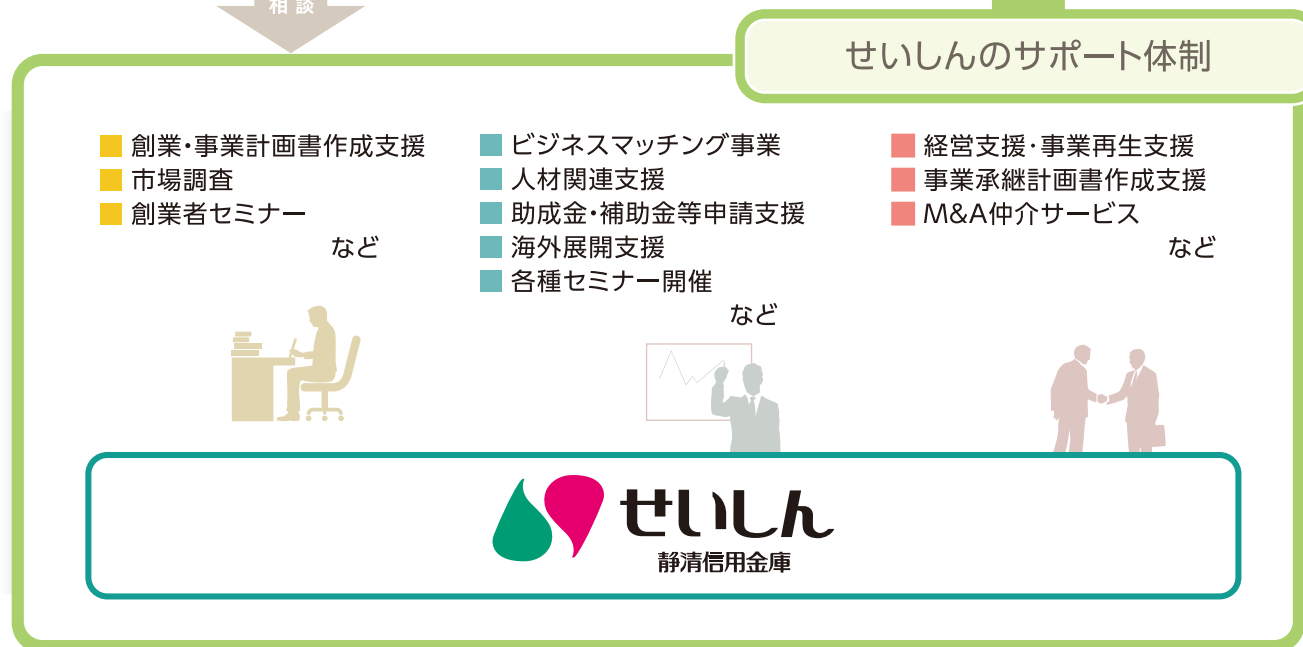 相談
せいしんのサポート体制
■ 創業・事業計画書作成支援
■ 市場調査
■ 創業者セミナー
など
■ ビジネスマッチング事業
■ 人材関連支援
■ 助成金・補助金等申請支援
■ 海外展開支援
■ 各種セミナー開催
など
■ 経営支援・事業再生支援
■ 事業承継計画書作成支援
■ M&A仲介サービス
など
せいしん
静清信用金庫